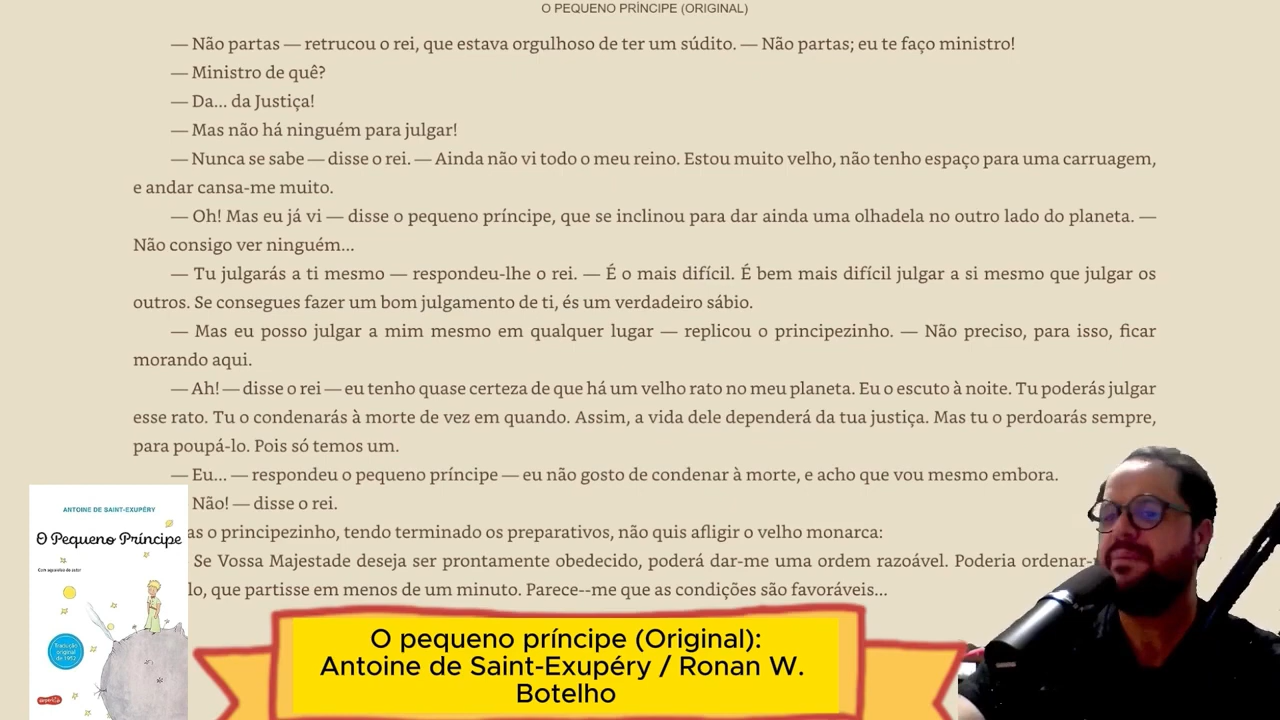 O PEQUENO PRÍNCIPE (ORIGINAL)
— Não partas — retrucou o rei, que estava orgulhoso de ter um súdito. — Não partas; eu te faço ministro!
— Ministro de quê?
— Da... da Justiça!
— Mas não há ninguém para julgar!
— Nunca se sabe — disse o rei. — Ainda não vi todo o meu reino. Estou muito velho, não tenho espaço para uma carruagem,
e andar cansa-me muito.
— Oh! Mas eu já vi — disse o pequeno príncipe, que se inclinou para dar ainda uma olhadela no outro lado do planeta. —
Não consigo ver ninguém...
— Tu julgarás a ti mesmo — respondeu-lhe o rei. — É o mais difícil. É bem mais difícil julgar a si mesmo que julgar os
outros. Se consegues fazer um bom julgamento de ti, és um verdadeiro sábio.
— Mas eu posso julgar a mim mesmo em qualquer lugar — replicou o principezinho. — Não preciso, para isso, ficar
morando aqui.
— Ah! — disse o rei — eu tenho quase certeza de que há um velho rato no meu planeta. Eu o escuto à noite. Tu poderás julgar
esse rato. Tu o condenarás à morte de vez em quando. Assim, a vida dele dependerá da tua justiça. Mas tu o perdoarás sempre,
para poupá-lo. Pois só temos um.
— Eu... — respondeu o pequeno príncipe — eu não gosto de condenar à morte, e acho que vou mesmo embora.
Não! — disse o rei.
as o principezinho, tendo terminado os preparativos, não quis afligir o velho monarca:
Se Vossa Majestade deseja ser prontamente obedecido, poderá dar-me uma ordem razoável. Poderia ordenar-
lo, que partisse em menos de um minuto. Parece--me que as condições são favoráveis...
ANTOINE DE SAINT-EXUPÉRY
O Pequeno Príncipe
Com aquarelas do autor
Tradução
original
de 1952
O pequeno príncipe (Original):
Antoine de Saint-Exupéry / Ronan W.
Botelho